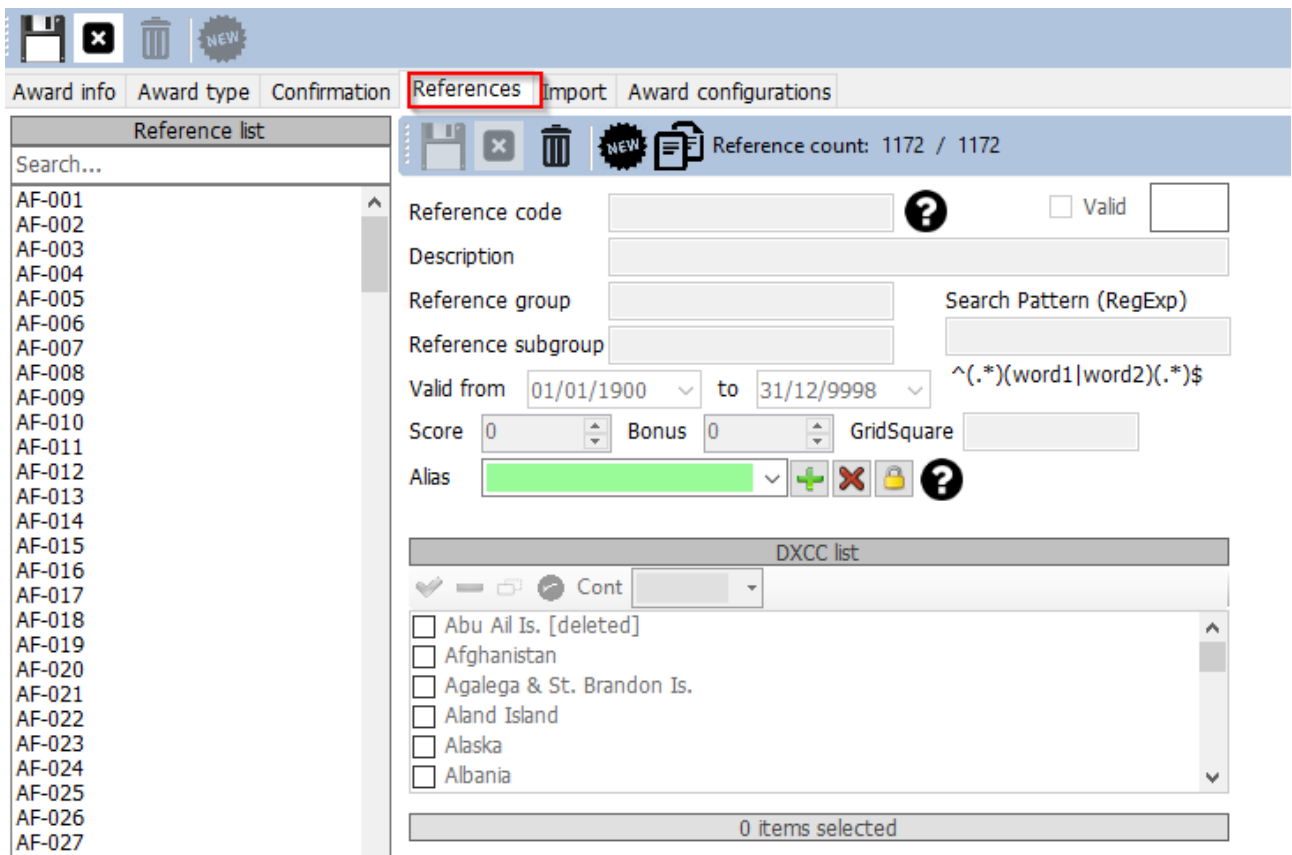 NEW
Award info Award type Confirmation References Import Award configurations
Reference list
Search...
NEW Reference count: 1172 / 1172
AF-001
AF-002
AF-003
AF-004
AF-005
AF-006
AF-007
AF-008
AF-009
AF-010
AF-011
AF-012
AF-013
AF-014
AF-015
AF-016
AF-017
AF-018
AF-019
AF-020
AF-021
AF-022
AF-023
AF-024
AF-025
AF-026
AF-027
Reference code ? Valid
Description
Reference group Search Pattern (RegExp)
Reference subgroup
^(.*)(word1|word2)(.*)$
Valid from 01/01/1900 to 31/12/9998
Score 0 Bonus 0 GridSquare
Alias ?
DXCC list
Cont
Abu Ail Is. [deleted]
Afghanistan
Agalega & St. Brandon Is.
Aland Island
Alaska
Albania
0 items selected